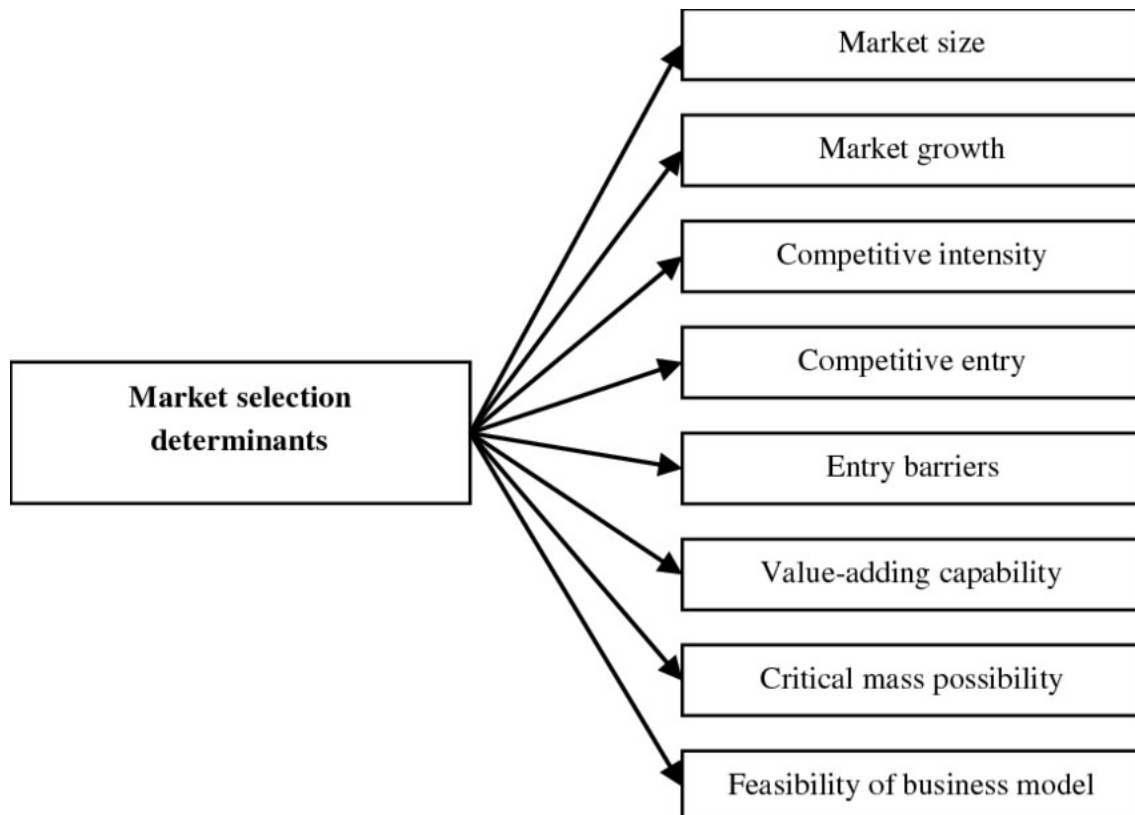 Market size
Market growth
Competitive intensity
Competitive entry
Market selection
determinants
Entry barriers
Value-adding capability
Critical mass possibility
Feasibility of business model